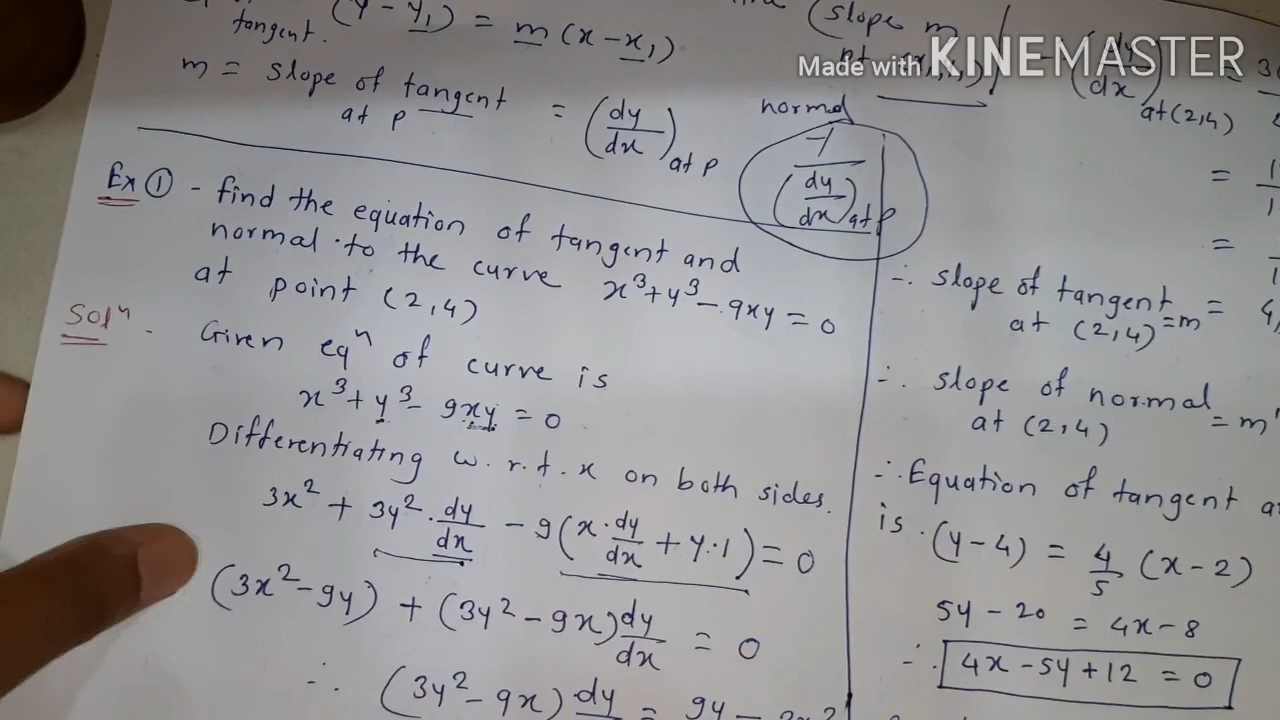 tangent. (y - y₁) = m (x - x₁)
m = slope of tangent at p = (dy/dx) at p
normal
-1/(dy/dx) at p
Ex ① - find the equation of tangent and
normal to the curve x³+y³-9xy=0
at point (2,4)
Solⁿ - Given eqⁿ of curve is
x³+y³-9xy=0
Differentiating w.r.t.x on both sides.
3x² + 3y².dy/dx - 9(x.dy/dx + y.1) = 0
(3x²-9y) + (3y²-9x)dy/dx = 0
∴ (3y²-9x) dy
(slope m
Made with KINEMASTER
(dy/dx) at (2,4)
=
=
∴ slope of tangent
at (2,4) = m =
∴ slope of normal
at (2,4) = m'
∴ Equation of tangent
is (y-4) = 4/5 (x-2)
5y - 20 = 4x-8
∴ 4x-5y+12 = 0